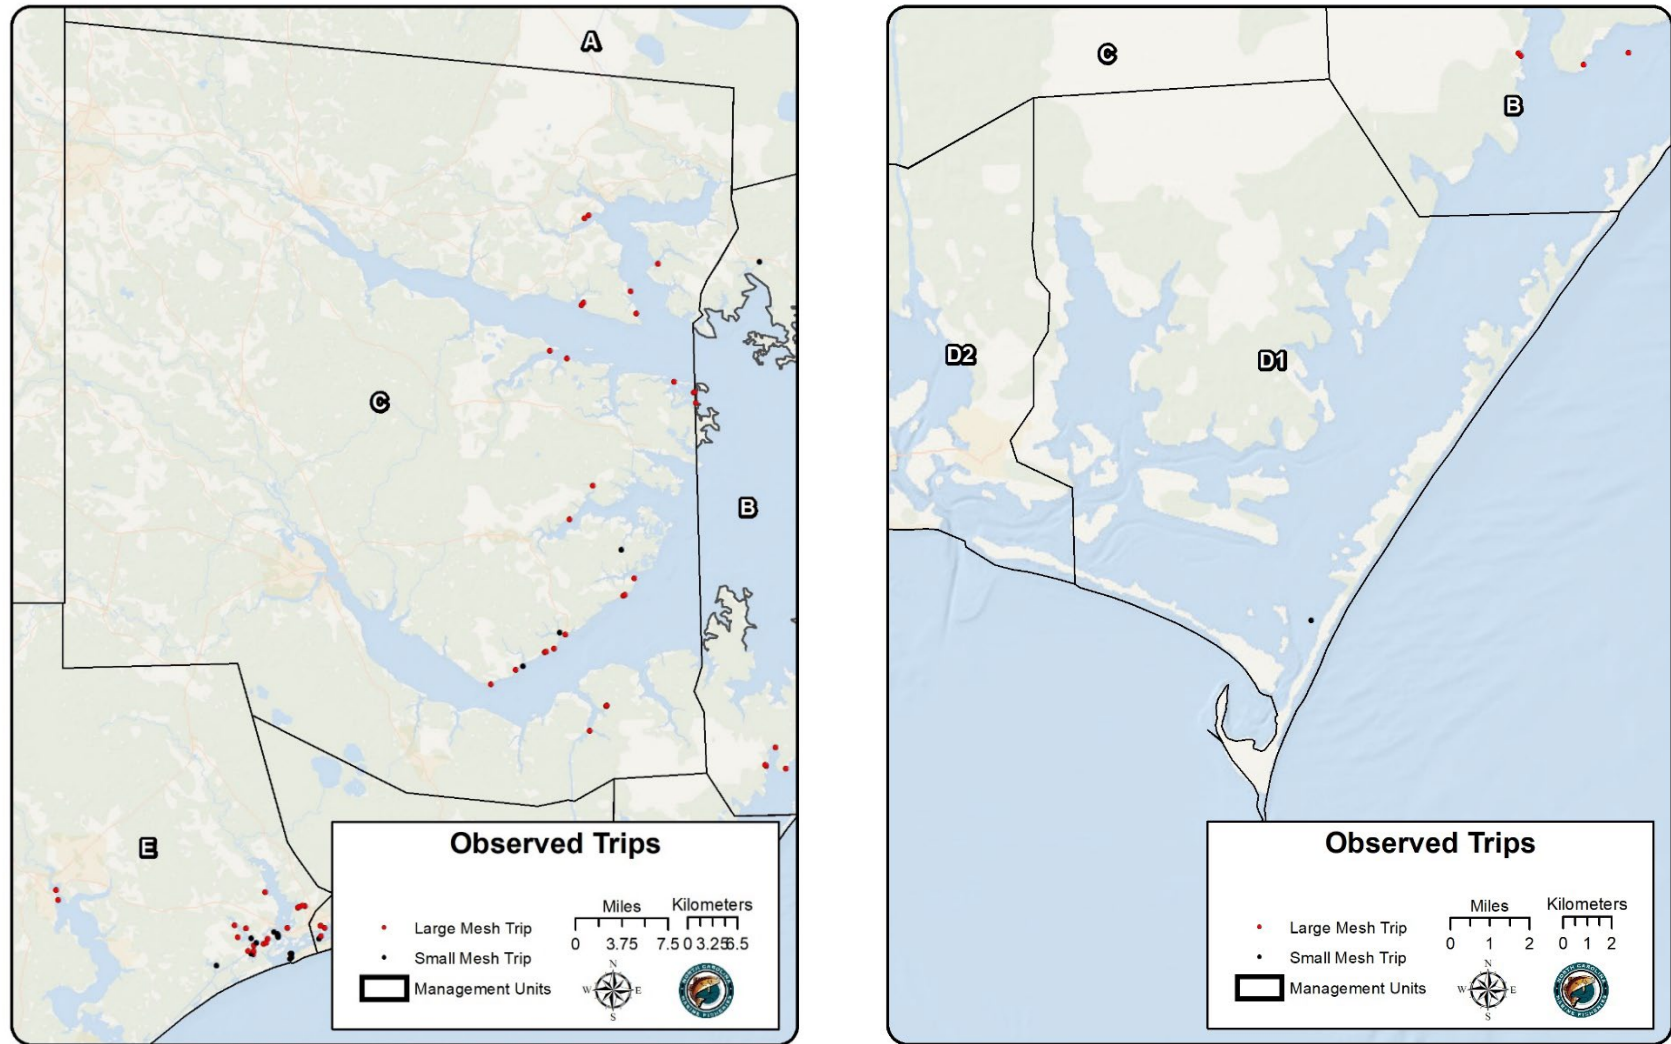 A
C
B
E
Observed Trips
Large Mesh Trip
Small Mesh Trip
Management Units
Miles
0 3.75 7.5
Kilometers
0 3.25 6.5
N
W E
S
C
B
D2
D1
Observed Trips
Large Mesh Trip
Small Mesh Trip
Management Units
Miles
0 1 2
Kilometers
0 1 2
N
W E
S